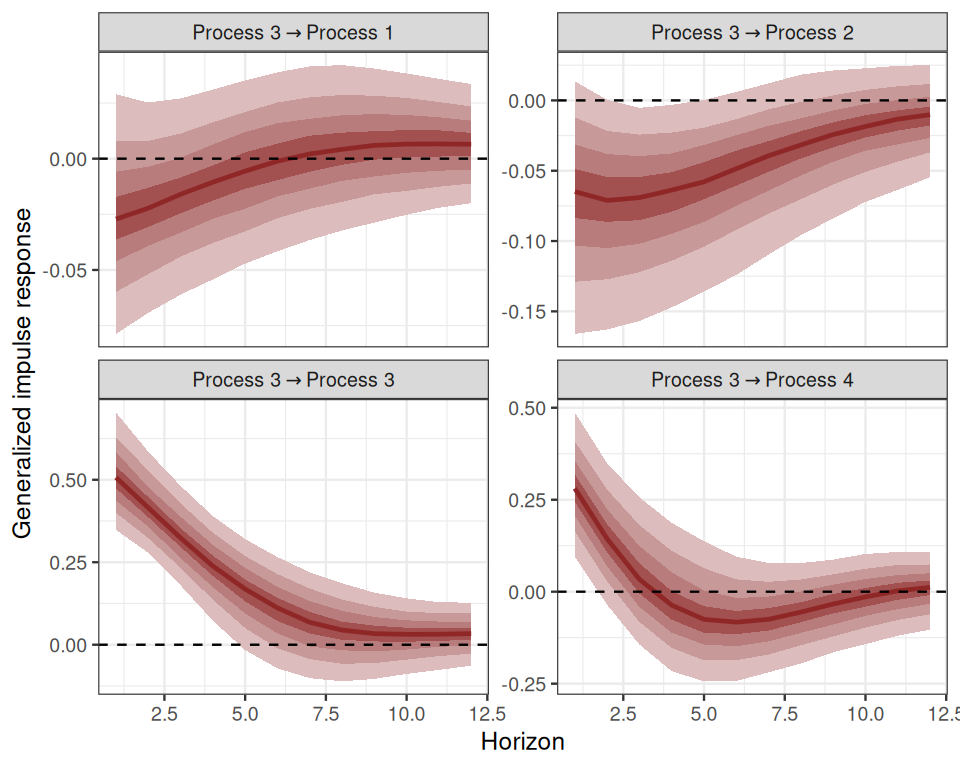 Process 3 → Process 1
Process 3 → Process 2
0.00
-0.05
0.00
-0.05
-0.10
-0.15
Generalized impulse response
Process 3 → Process 3
Process 3 → Process 4
0.50
0.25
0.00
0.50
0.25
0.00
-0.25
2.5 5.0 7.5 10.0 12.5
2.5 5.0 7.5 10.0 12.5
Horizon